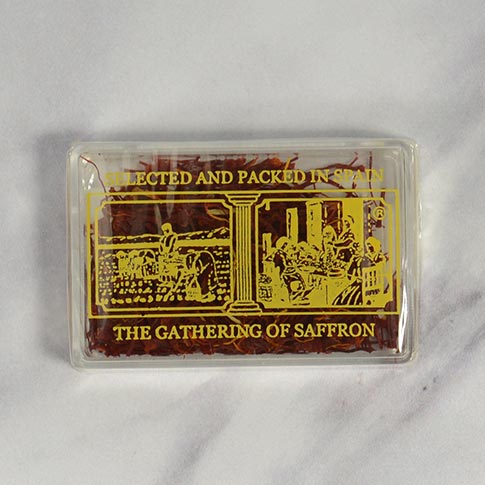 SELECTED AND PACKED IN SPAIN
®
THE GATHERING OF SAFFRON